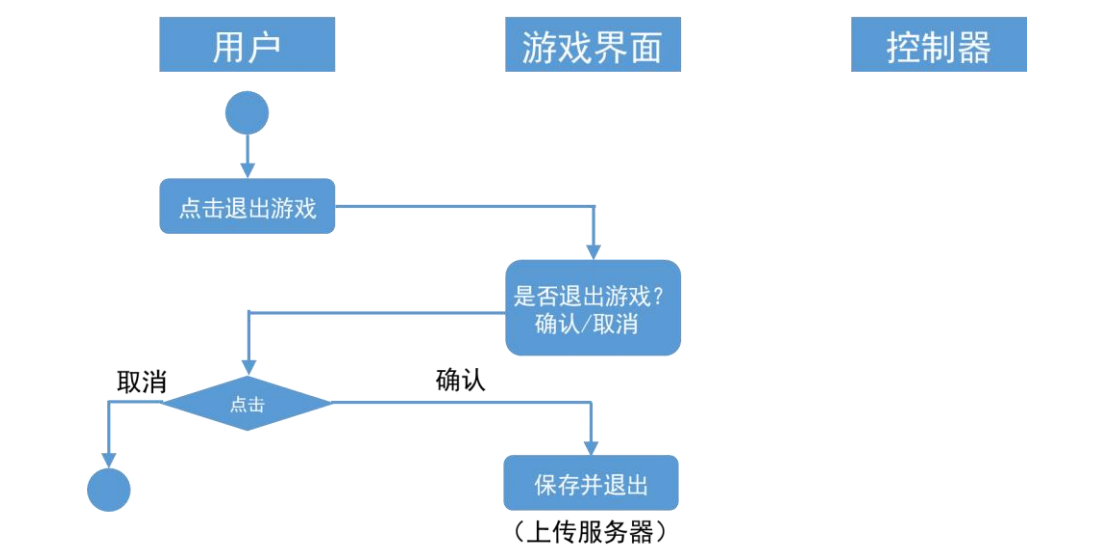 用户
游戏界面
控制器
点击退出游戏
是否退出游戏？
确认/取消
取消
点击
确认
保存并退出
（上传服务器）